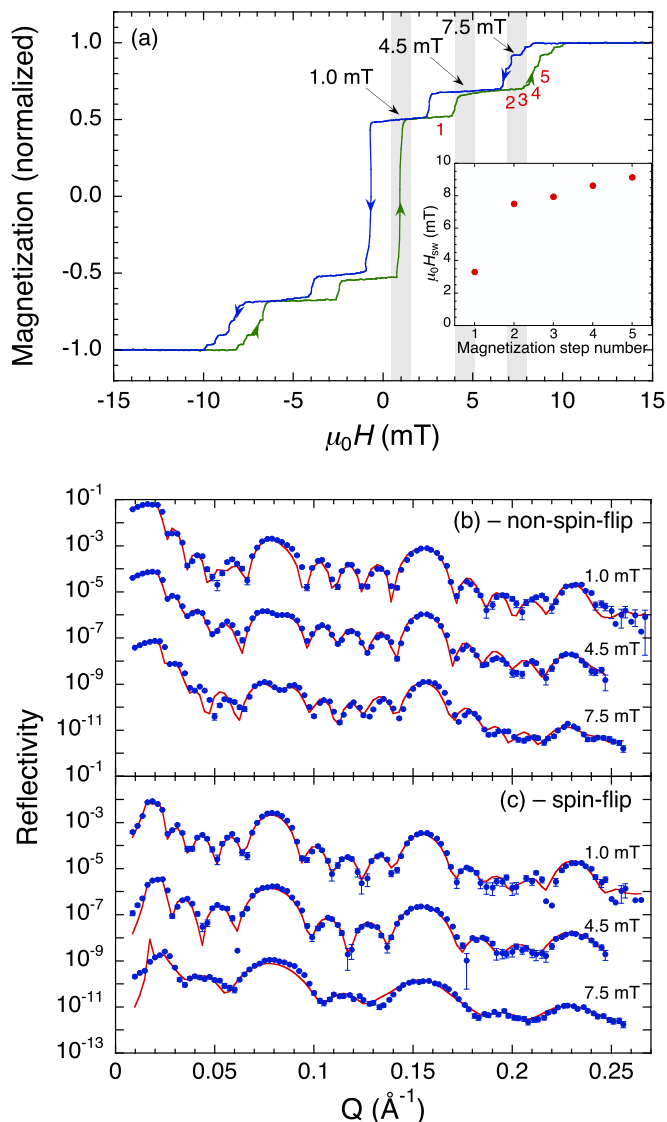 (a)
7.5 mT
4.5 mT
1.0 mT
Magnetization (normalized)
1.0
0.5
0.0
-0.5
-1.0
1
2
3
4
5
μ₀Hsw (mT)
10
8
6
4
2
0
1 2 3 4 5
Magnetization step number
-15 -10 -5 0 5 10 15
μ₀H (mT)
Reflectivity
(b) – non-spin-flip
10⁻¹
10⁻³
10⁻⁵
10⁻⁷
10⁻⁹
10⁻¹¹
10⁻¹
1.0 mT
4.5 mT
7.5 mT
(c) – spin-flip
10⁻³
10⁻⁵
10⁻⁷
10⁻⁹
10⁻¹¹
10⁻¹³
1.0 mT
4.5 mT
7.5 mT
0 0.05 0.1 0.15 0.2 0.25
Q (Å⁻¹)